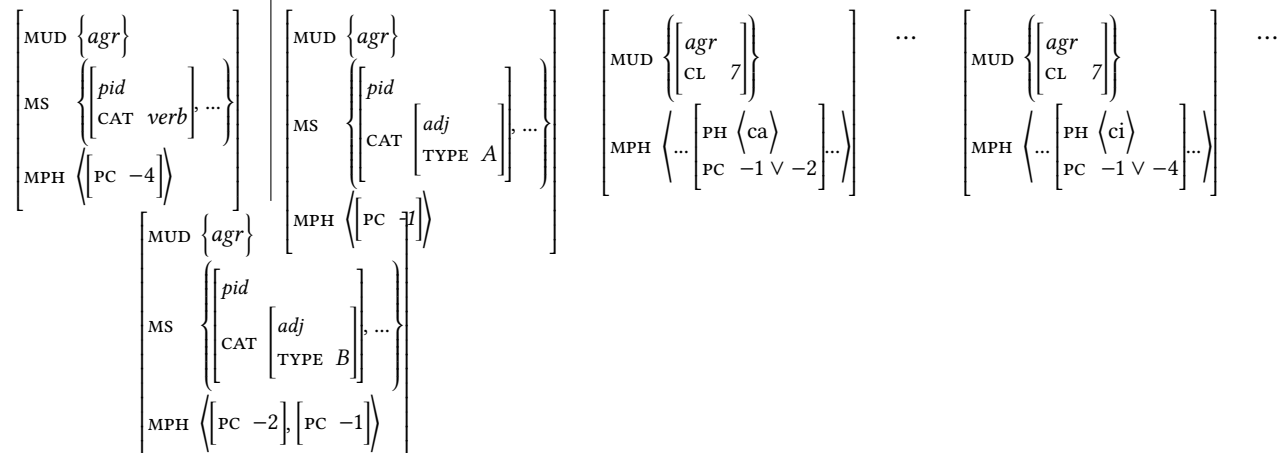 MUD {agr}
MS {[pid
CAT verb], ...}
MPH ⟨[PC −4]⟩
MUD {agr}
MS {[pid
CAT [adj
TYPE A]], ...}
MPH ⟨[PC −1]⟩
MUD {[agr
CL 7]}
MPH ⟨... [PH ⟨ca⟩
PC −1 ∨ −2] ...⟩
...
MUD {[agr
CL 7]}
MPH ⟨... [PH ⟨ci⟩
PC −1 ∨ −4] ...⟩
...
MUD {agr}
MS {[pid
CAT [adj
TYPE B]], ...}
MPH ⟨[PC −2], [PC −1]⟩